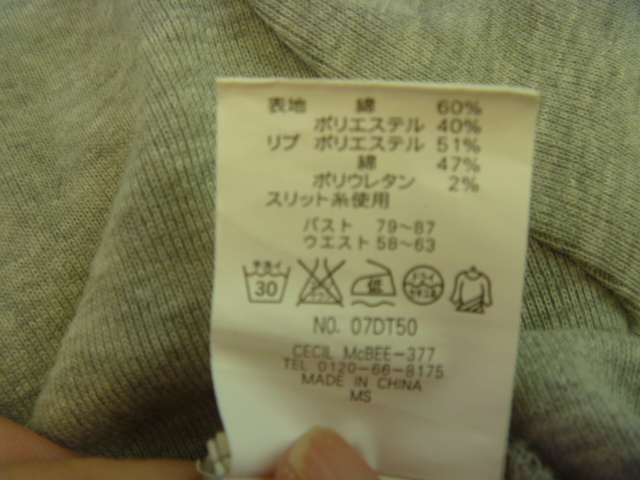 表地 綿 60%
ポリエステル 40%
リブ ポリエステル 51%
綿 47%
ポリウレタン 2%
スリット糸使用
バスト 79~87
ウエスト 58~63
30 低 ドライ
NO. 07DT50
CECIL McBEE-377
TEL 0120-66-8175
MADE IN CHINA
MS